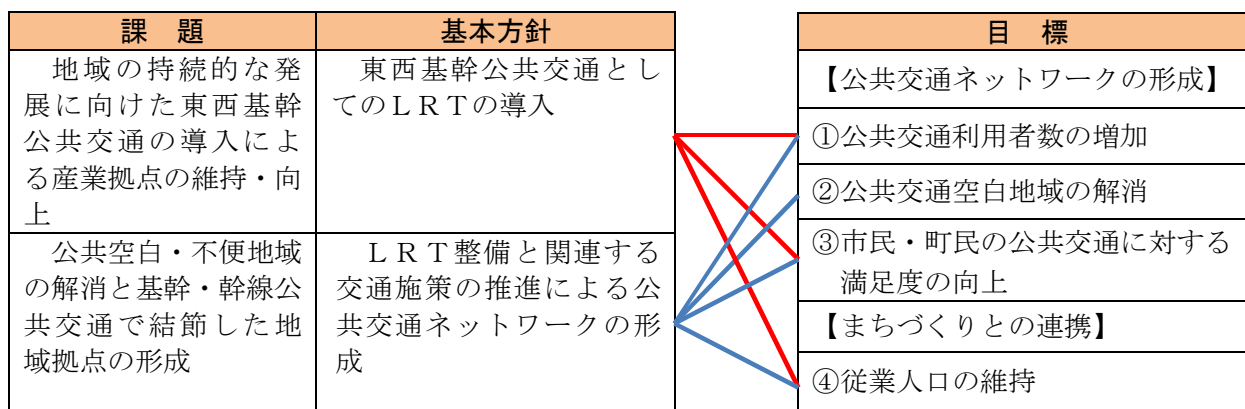 課　題
基本方針
目　標
地域の持続的な発
展に向けた東西基幹
公共交通の導入によ
る産業拠点の維持・向
上
東西基幹公共交通とし
てのＬＲＴの導入
公共空白・不便地域
の解消と基幹・幹線公
共交通で結節した地
域拠点の形成
ＬＲＴ整備と関連する
交通施策の推進による公
共交通ネットワークの形
成
【公共交通ネットワークの形成】
①公共交通利用者数の増加
②公共交通空白地域の解消
③市民・町民の公共交通に対する
満足度の向上
【まちづくりとの連携】
④従業人口の維持